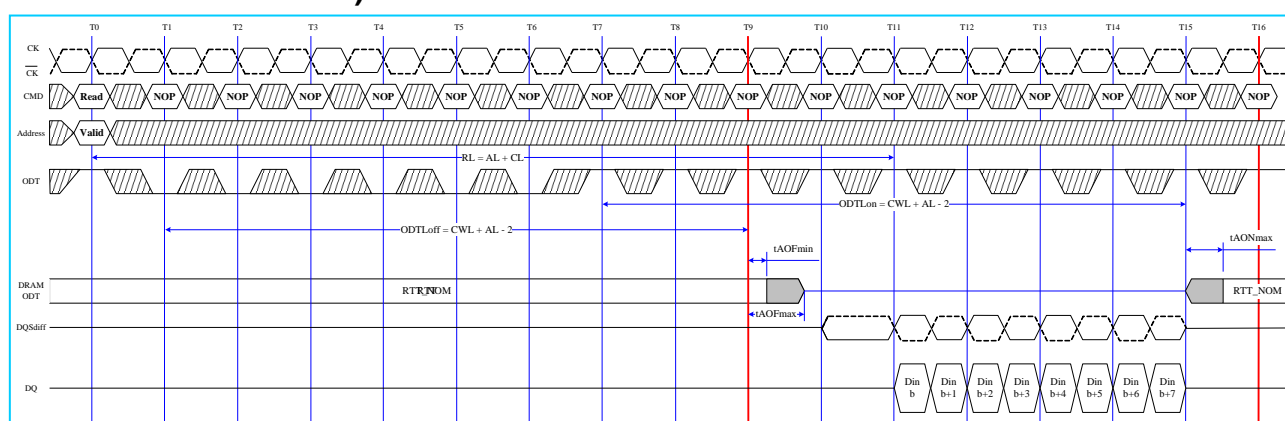 T0 T1 T2 T3 T4 T5 T6 T7 T8 T9 T10 T11 T12 T13 T14 T15 T16
CK
CK
CMD Read NOP NOP NOP NOP NOP NOP NOP NOP NOP NOP NOP NOP NOP NOP NOP NOP
Address Valid
RL = AL + CL
ODT
ODTLon = CWL + AL - 2
ODTLoff = CWL + AL - 2
tAOFmin tAONmax
DRAM ODT RTT_NOM RTT_NOM
tAOFmax
DQSdiff
DQ Din b Din b+1 Din b+2 Din b+3 Din b+4 Din b+5 Din b+6 Din b+7